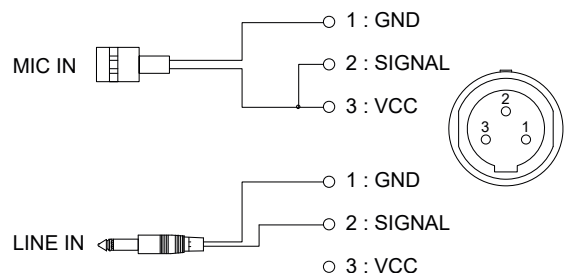 MIC IN
1 : GND
2 : SIGNAL
3 : VCC
2
3 1
LINE IN
1 : GND
2 : SIGNAL
3 : VCC